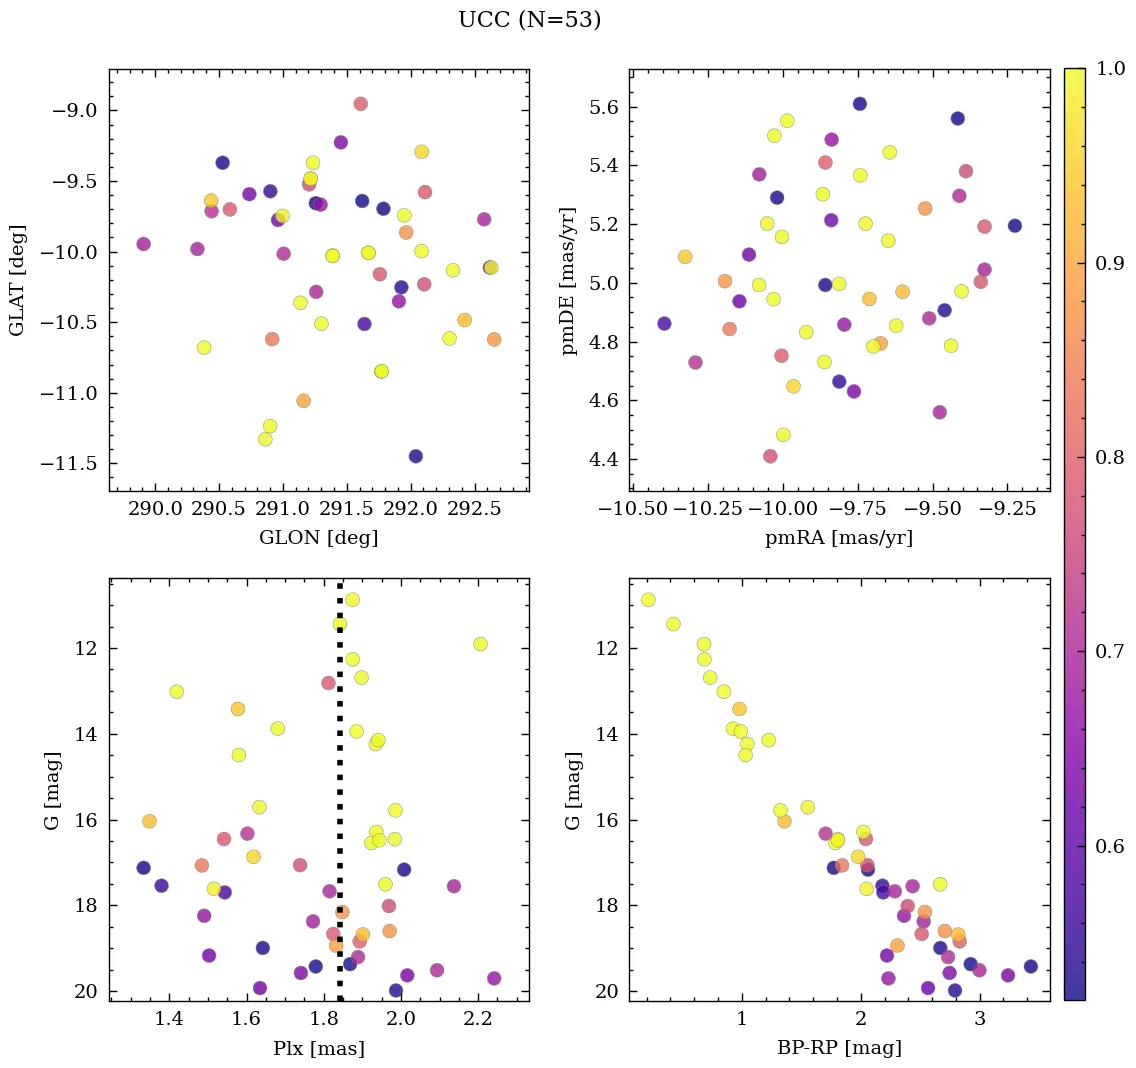 UCC (N=53)
−9.0
−9.5
−10.0
−10.5
−11.0
−11.5
GLAT [deg]
290.0 290.5 291.0 291.5 292.0 292.5
GLON [deg]
5.6
5.4
5.2
5.0
4.8
4.6
4.4
pmDE [mas/yr]
−10.50 −10.25 −10.00 −9.75 −9.50 −9.25
pmRA [mas/yr]
12
14
16
18
20
G [mag]
1.4 1.6 1.8 2.0 2.2
Plx [mas]
12
14
16
18
20
G [mag]
1 2 3
BP-RP [mag]
1.0
0.9
0.8
0.7
0.6